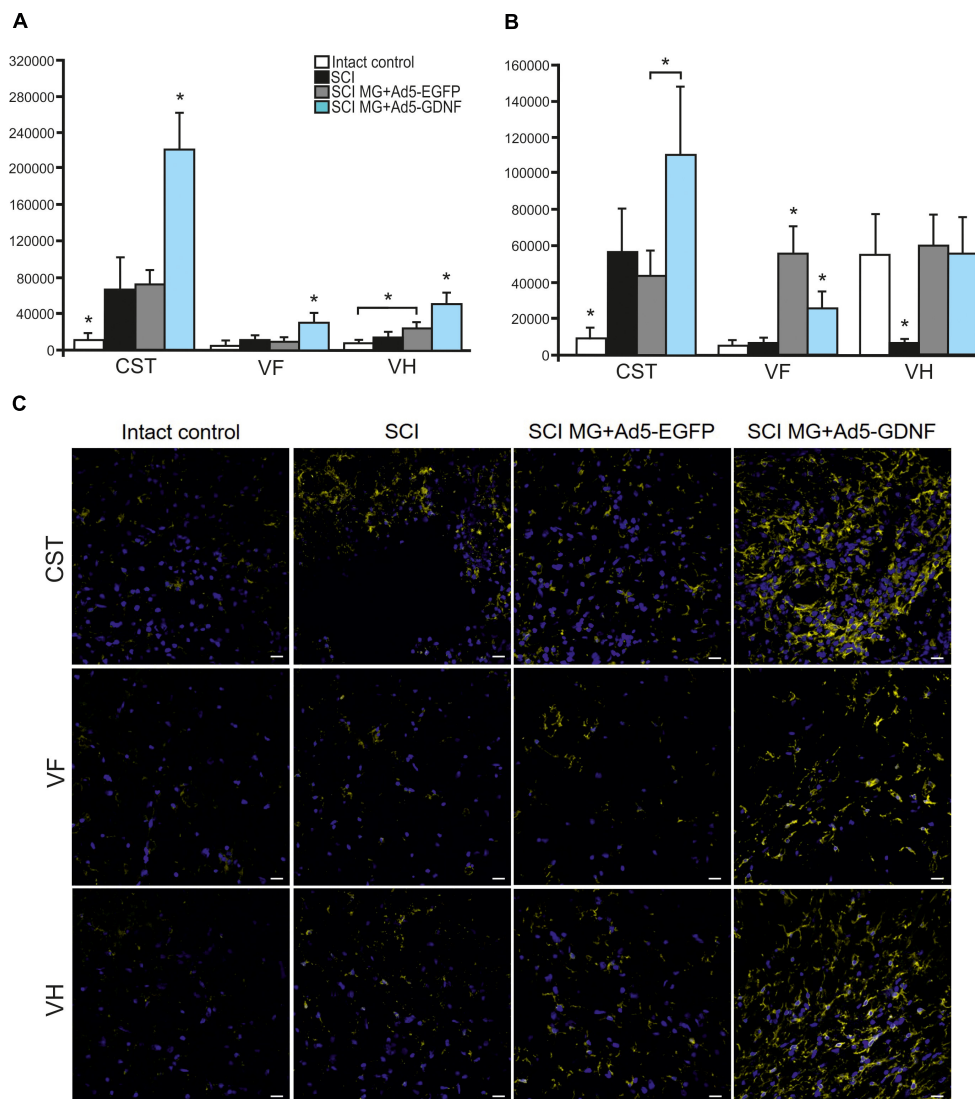 A
320000
280000
240000
200000
160000
120000
80000
40000
0
Intact control
SCI
SCI MG+Ad5-EGFP
SCI MG+Ad5-GDNF
*
*
*
*
*
CST VF VH
B
160000
140000
120000
100000
80000
60000
40000
20000
0
*
*
*
*
*
CST VF VH
C
Intact control SCI SCI MG+Ad5-EGFP SCI MG+Ad5-GDNF
CST
VF
VH